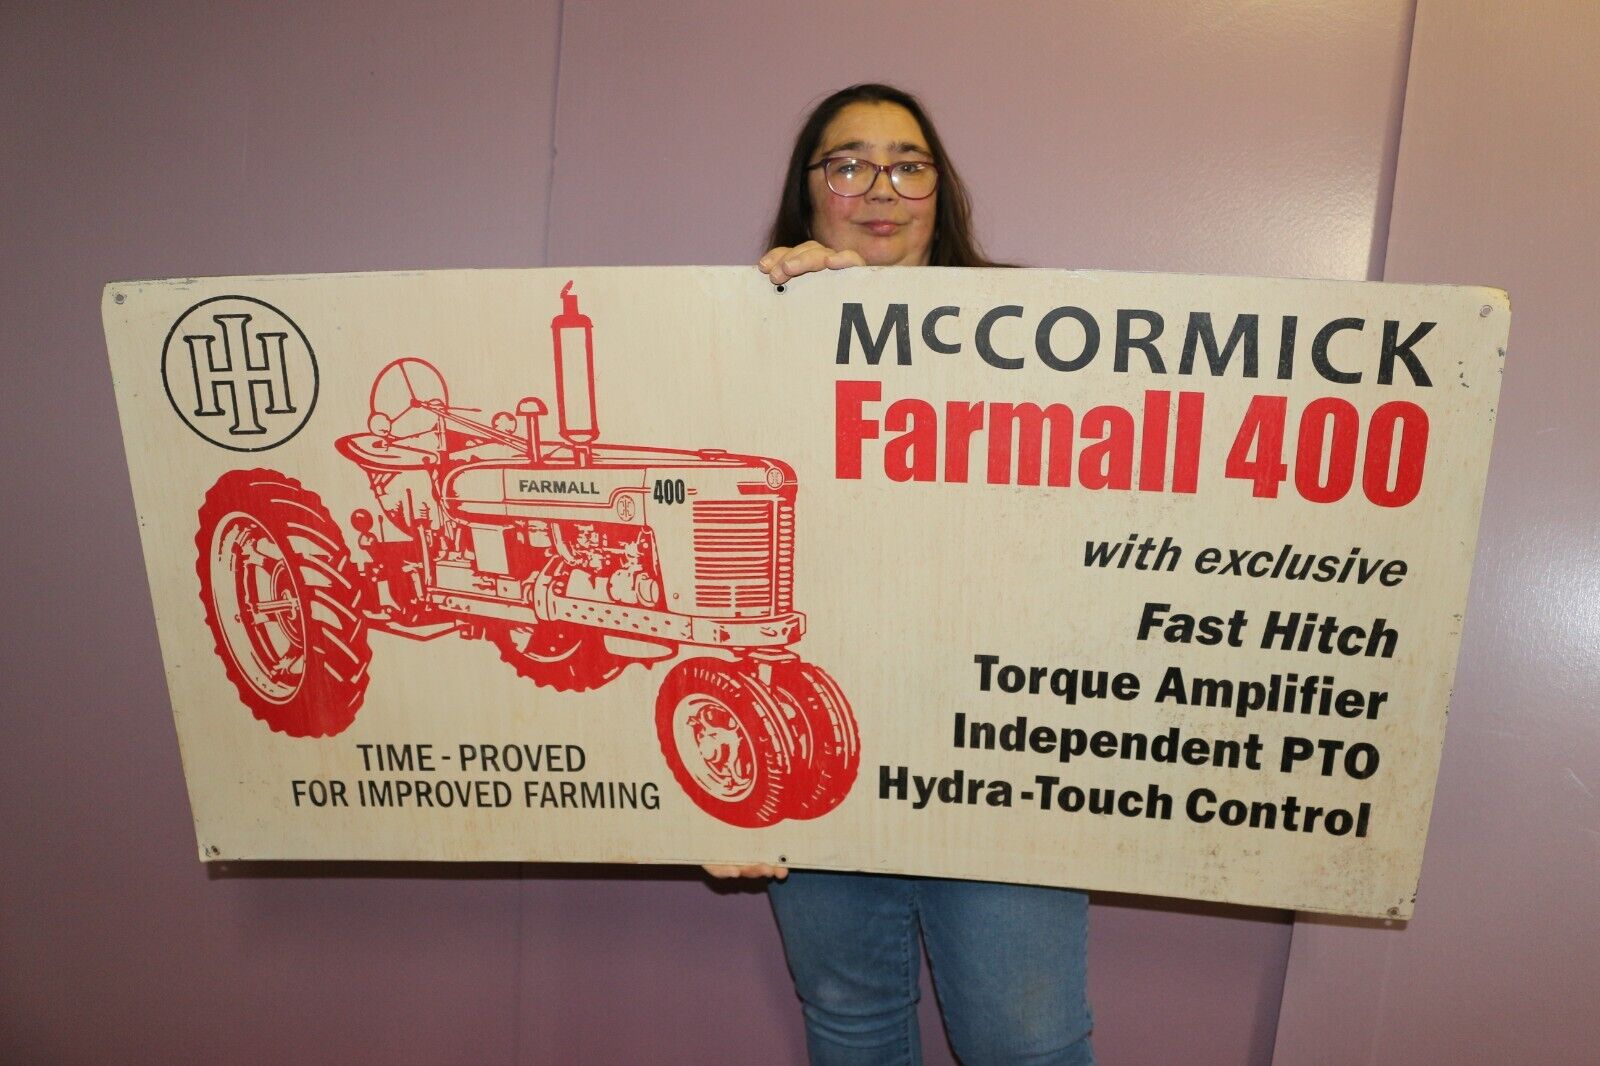 IH
McCORMICK
Farmall 400
FARMALL
400
with exclusive
Fast Hitch
Torque Amplifier
Independent PTO
Hydra-Touch Control
TIME - PROVED
FOR IMPROVED FARMING